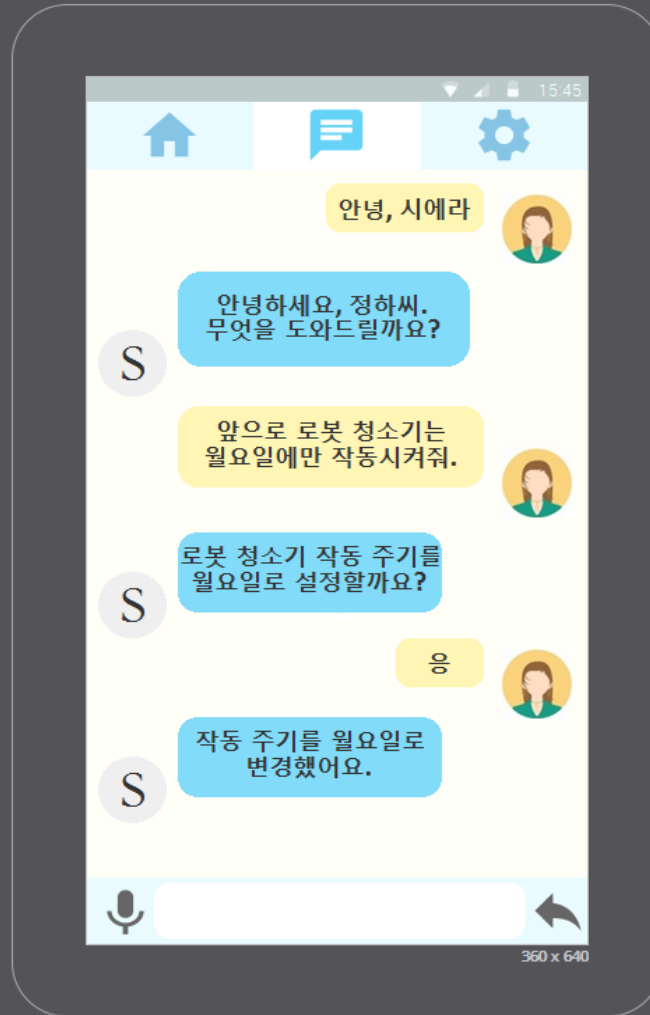 15:45
안녕, 시에라
안녕하세요, 정하씨.
무엇을 도와드릴까요?
S
앞으로 로봇 청소기는
월요일에만 작동시켜줘.
로봇 청소기 작동 주기를
월요일로 설정할까요?
S
응
작동 주기를 월요일로
변경했어요.
S
360 x 640